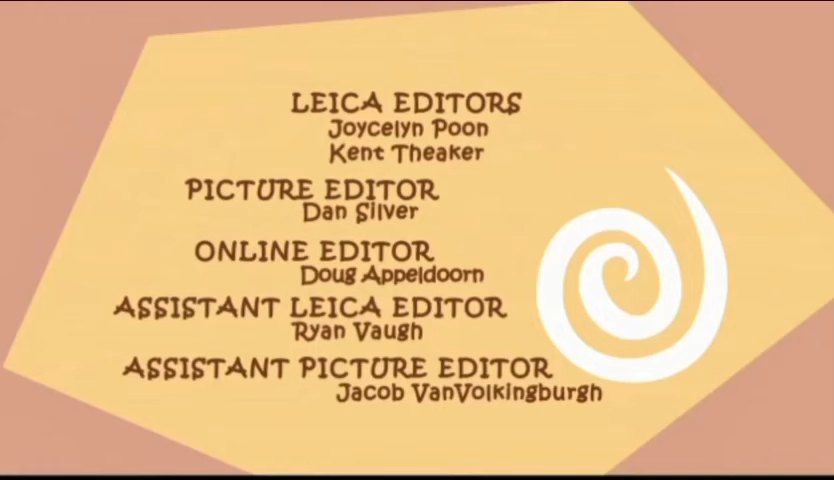 LEICA EDITORS
Joycelyn Poon
Kent Theaker
PICTURE EDITOR
Dan Silver
ONLINE EDITOR
Doug Appeldoorn
ASSISTANT LEICA EDITOR
Ryan Vaugh
ASSISTANT PICTURE EDITOR
Jacob VanVolkingburgh